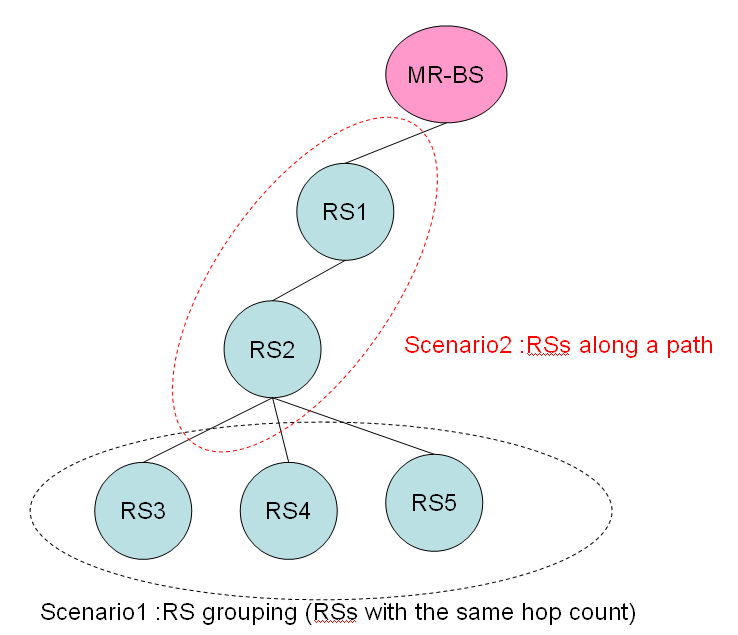 MR-BS
RS1
RS2
Scenario2 :RSs along a path
RS3
RS4
RS5
Scenario1 :RS grouping (RSs with the same hop count)